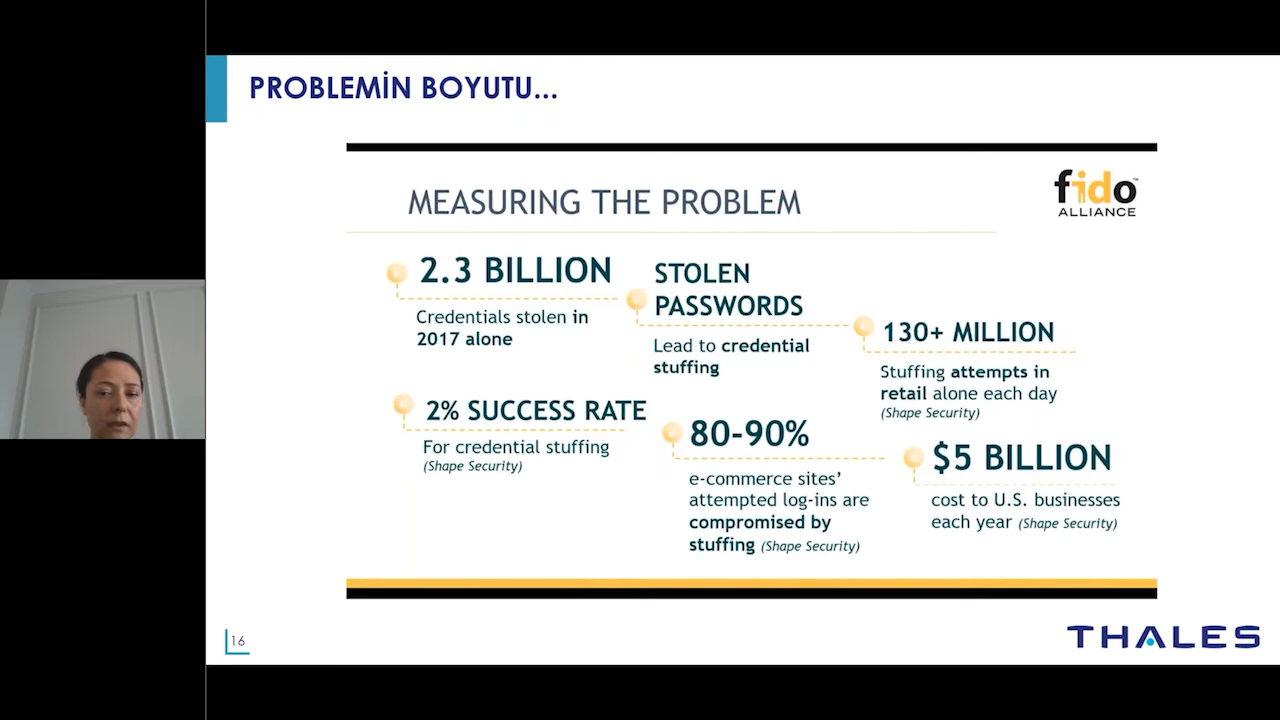 PROBLEMİN BOYUTU...
MEASURING THE PROBLEM
fido™
ALLIANCE
2.3 BILLION
Credentials stolen in
2017 alone
STOLEN
PASSWORDS
Lead to credential
stuffing
130+ MILLION
Stuffing attempts in
retail alone each day
(Shape Security)
2% SUCCESS RATE
For credential stuffing
(Shape Security)
80-90%
e-commerce sites’
attempted log-ins are
compromised by
stuffing (Shape Security)
$5 BILLION
cost to U.S. businesses
each year (Shape Security)
16
THALES